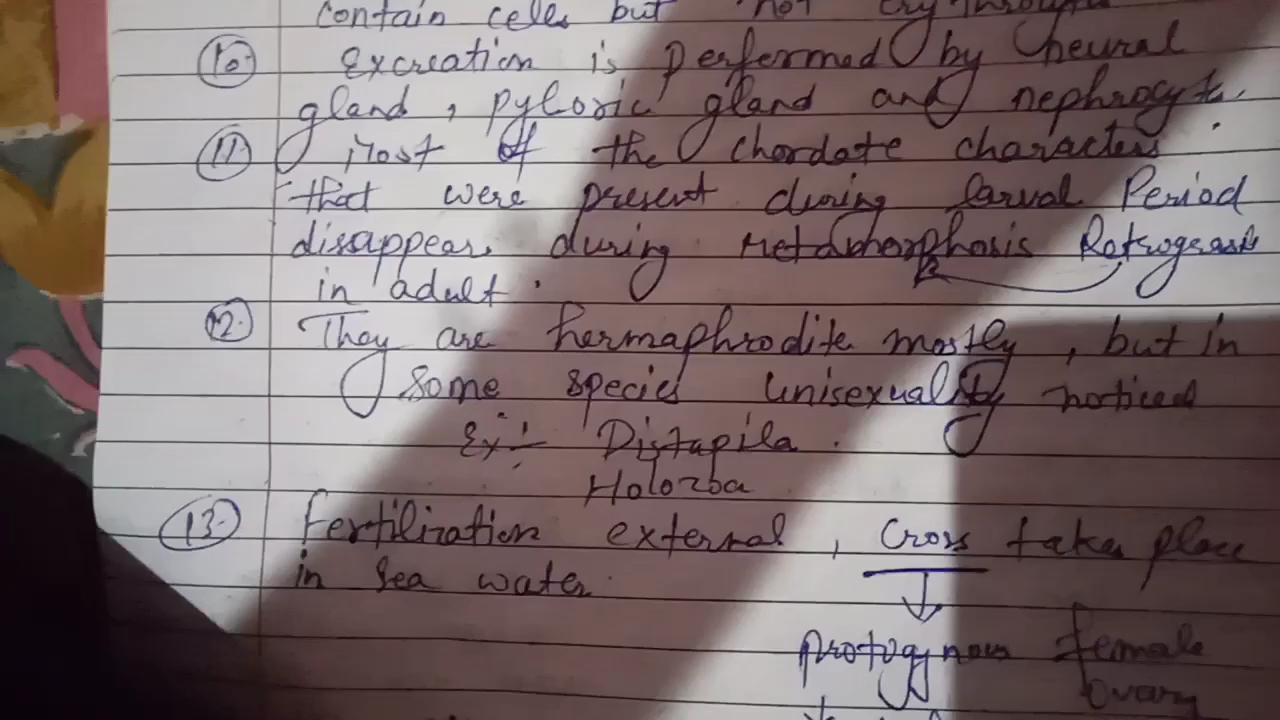 contain cells but not
10. Excreation is performed by neural
gland, pyloric gland and nephrocyte.
11. Most of the chordate characters
that were present during larval Period
disappear during Metamorphosis Retrograde
in adult.
12. They are hermaphrodite mostly, but in
some species unisexuality noticed
Ex:- Distapila.
Holozoa
13. Fertilization external, Cross takes place
in sea water.
protogynous female
ovary